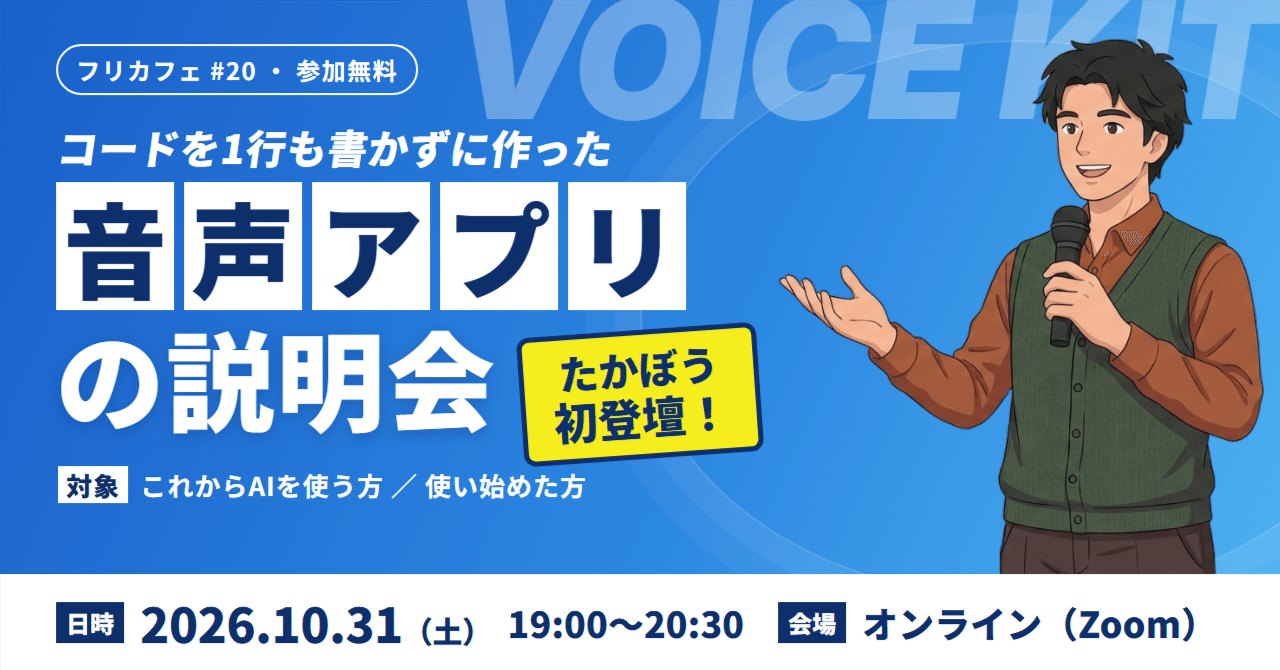 VOICE KIT
フリカフェ #20 ・ 参加無料
コードを1行も書かずに作った
音声アプリ
の説明会
たかぼう
初登壇！
対象 これからAIを使う方 ／ 使い始めた方
日時 2026.10.31（土） 19:00〜20:30 会場 オンライン（Zoom）